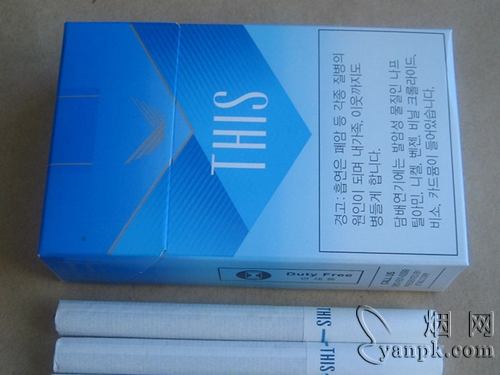 THIS
경고 : 흡연은 폐암 등 각종 질병의
원인이 되며 내 가족, 이웃까지도
병들게 합니다.
담배연기에는 발암성 물질인 나프
틸아민, 니켈, 벤젠, 비닐 크롤라이드,
비소, 카드뮴이 들어있습니다.
Duty Free
THIS
THIS
烟网
yanpk.com